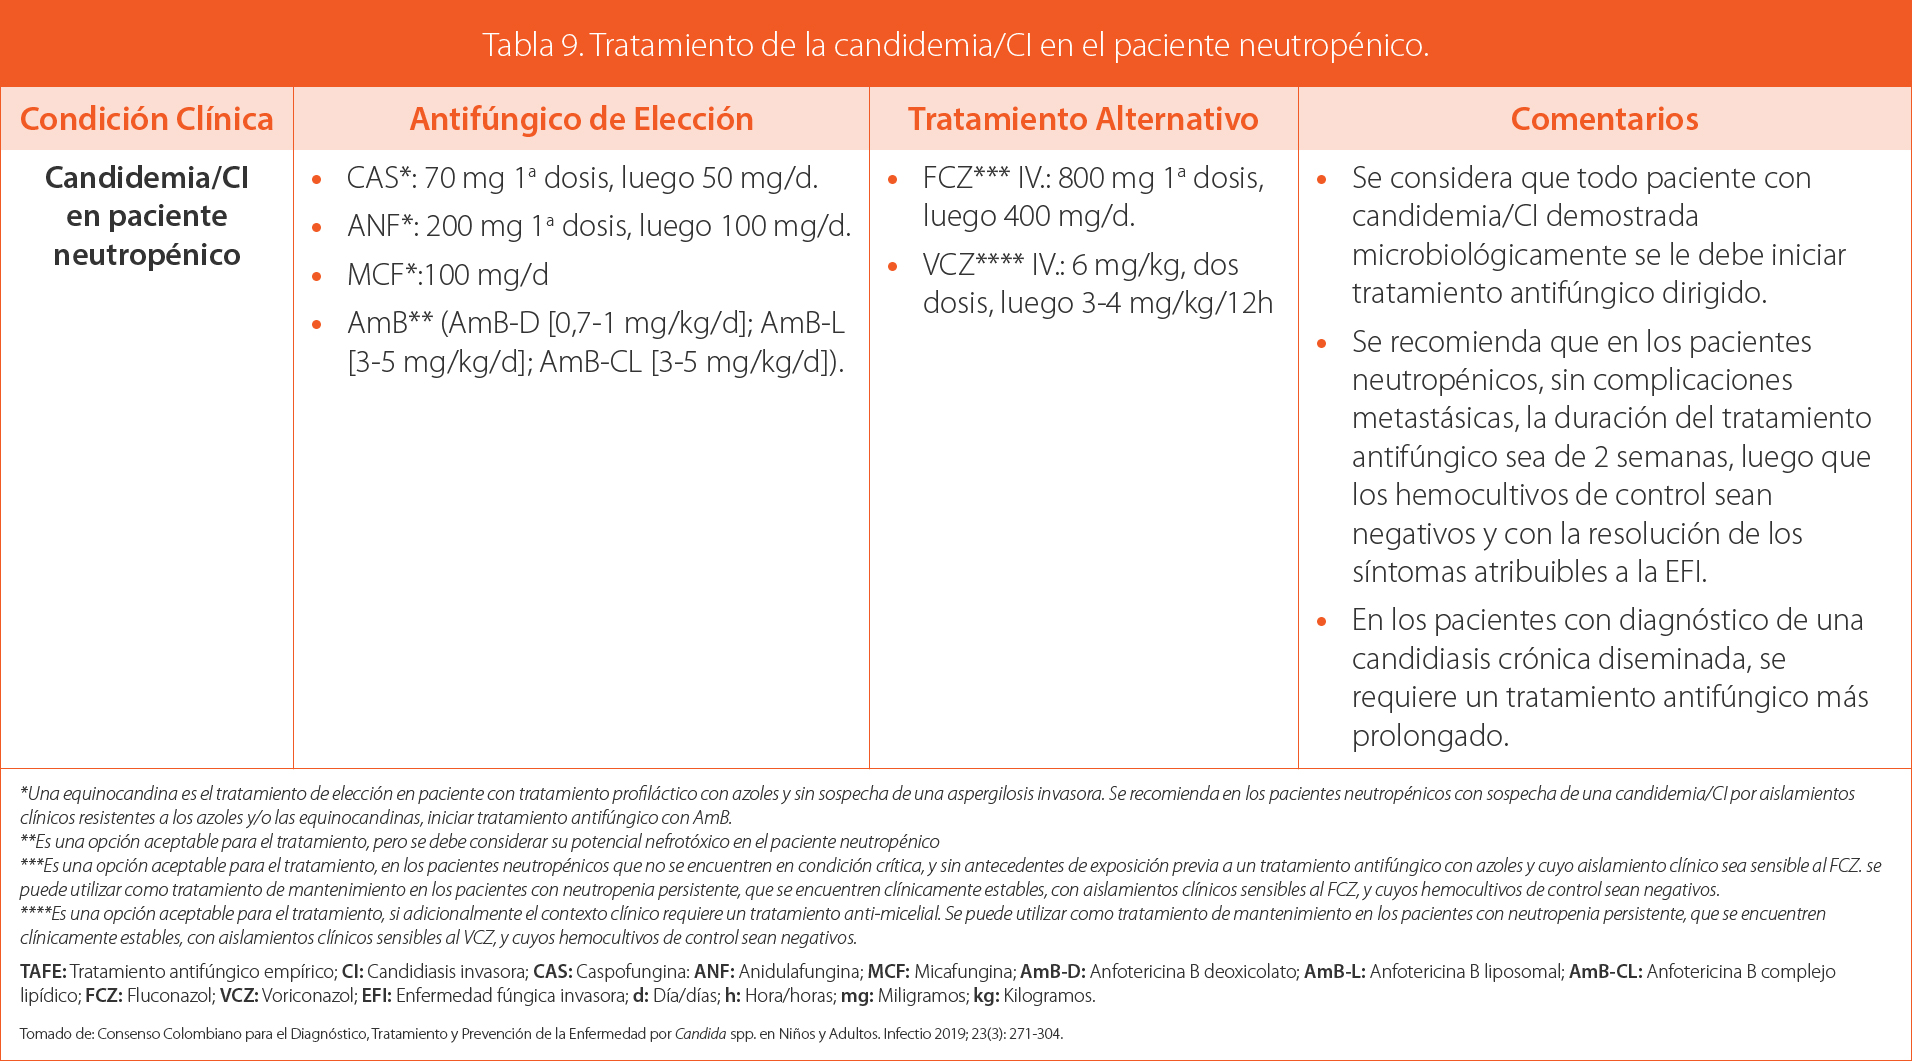 Tabla 9. Tratamiento de la candidemia/CI en el paciente neutropénico.
Condición Clínica
Antifúngico de Elección
Tratamiento Alternativo
Comentarios
Candidemia/CI
en paciente
neutropénico
• CAS*: 70 mg 1ª dosis, luego 50 mg/d.
• ANF*: 200 mg 1ª dosis, luego 100 mg/d.
• MCF*:100 mg/d
• AmB** (AmB-D [0,7-1 mg/kg/d]; AmB-L
[3-5 mg/kg/d]; AmB-CL [3-5 mg/kg/d]).
• FCZ*** IV.: 800 mg 1ª dosis,
luego 400 mg/d.
• VCZ**** IV.: 6 mg/kg, dos
dosis, luego 3-4 mg/kg/12h
• Se considera que todo paciente con
candidemia/CI demostrada
microbiológicamente se le debe iniciar
tratamiento antifúngico dirigido.
• Se recomienda que en los pacientes
neutropénicos, sin complicaciones
metastásicas, la duración del tratamiento
antifúngico sea de 2 semanas, luego que
los hemocultivos de control sean
negativos y con la resolución de los
síntomas atribuibles a la EFI.
• En los pacientes con diagnóstico de una
candidiasis crónica diseminada, se
requiere un tratamiento antifúngico más
prolongado.
*Una equinocandina es el tratamiento de elección en paciente con tratamiento profiláctico con azoles y sin sospecha de una aspergilosis invasora. Se recomienda en los pacientes neutropénicos con sospecha de una candidemia/CI por aislamientos
clínicos resistentes a los azoles y/o las equinocandinas, iniciar tratamiento antifúngico con AmB.
**Es una opción aceptable para el tratamiento, pero se debe considerar su potencial nefrotóxico en el paciente neutropénico
***Es una opción aceptable para el tratamiento, en los pacientes neutropénicos que no se encuentren en condición crítica, y sin antecedentes de exposición previa a un tratamiento antifúngico con azoles y cuyo aislamiento clínico sea sensible al FCZ. se
puede utilizar como tratamiento de mantenimiento en los pacientes con neutropenia persistente, que se encuentren clínicamente estables, con aislamientos clínicos sensibles al FCZ, y cuyos hemocultivos de control sean negativos.
****Es una opción aceptable para el tratamiento, si adicionalmente el contexto clínico requiere un tratamiento anti-micelial. Se puede utilizar como tratamiento de mantenimiento en los pacientes con neutropenia persistente, que se encuentren
clínicamente estables, con aislamientos clínicos sensibles al VCZ, y cuyos hemocultivos de control sean negativos.
TAFE: Tratamiento antifúngico empírico; CI: Candidiasis invasora; CAS: Caspofungina: ANF: Anidulafungina; MCF: Micafungina; AmB-D: Anfotericina B deoxicolato; AmB-L: Anfotericina B liposomal; AmB-CL: Anfotericina B complejo
lipídico; FCZ: Fluconazol; VCZ: Voriconazol; EFI: Enfermedad fúngica invasora; d: Día/días; h: Hora/horas; mg: Miligramos; kg: Kilogramos.
Tomado de: Consenso Colombiano para el Diagnóstico, Tratamiento y Prevención de la Enfermedad por Candida spp. en Niños y Adultos. Infectio 2019; 23(3): 271-304.